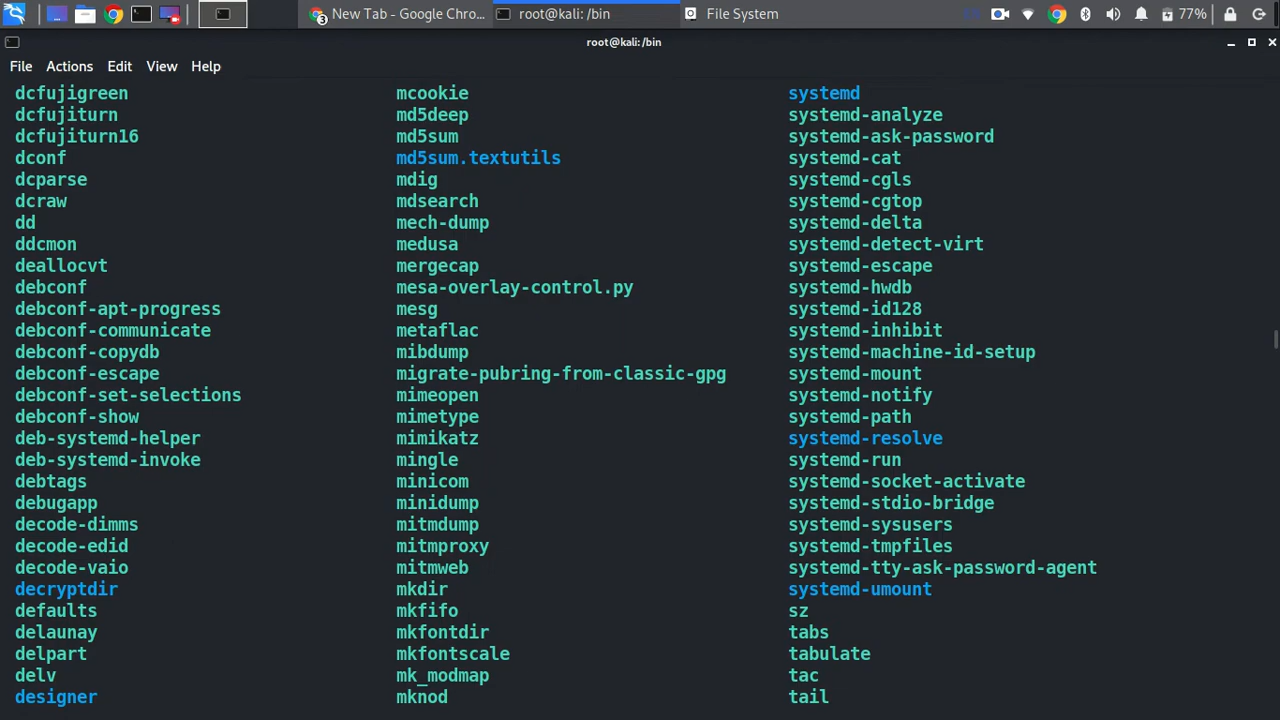 3 New Tab - Google Chro... root@kali: /bin File System 77%
root@kali:/bin
File Actions Edit View Help
dcfujigreen mcookie systemd
dcfujiturn md5deep systemd-analyze
dcfujiturn16 md5sum systemd-ask-password
dconf md5sum.textutils systemd-cat
dcparse mdig systemd-cgls
dcraw mdsearch systemd-cgtop
dd mech-dump systemd-delta
ddcmon medusa systemd-detect-virt
deallocvt mergecap systemd-escape
debconf mesa-overlay-control.py systemd-hwdb
debconf-apt-progress mesg systemd-id128
debconf-communicate metaflac systemd-inhibit
debconf-copydb mibdump systemd-machine-id-setup
debconf-escape migrate-pubring-from-classic-gpg systemd-mount
debconf-set-selections mimeopen systemd-notify
debconf-show mimetype systemd-path
deb-systemd-helper mimikatz systemd-resolve
deb-systemd-invoke mingle systemd-run
debtags minicom systemd-socket-activate
debugapp minidump systemd-stdio-bridge
decode-dimms mitmdump systemd-sysusers
decode-edid mitmproxy systemd-tmpfiles
decode-vaio mitmweb systemd-tty-ask-password-agent
decryptdir mkdir systemd-umount
defaults mkfifo sz
delaunay mkfontdir tabs
delpart mkfontscale tabulate
delv mk_modmap tac
designer mknod tail